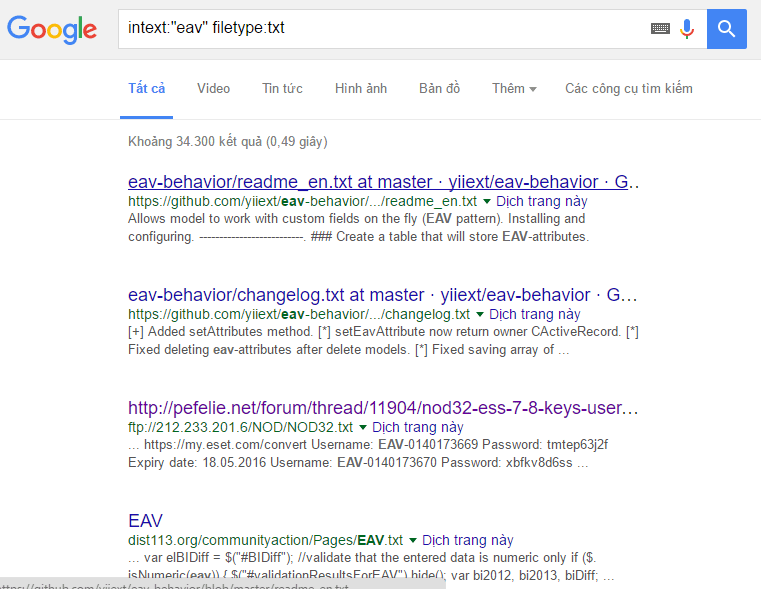 Google
intext:"eav" filetype:txt
Tất cả Video Tin tức Hình ảnh Bản đồ Thêm Các công cụ tìm kiếm
Khoảng 34.300 kết quả (0,49 giây)
eav-behavior/readme_en.txt at master · yiiext/eav-behavior · G...
https://github.com/yiiext/eav-behavior/.../readme_en.txt Dịch trang này
Allows model to work with custom fields on the fly (EAV pattern). Installing and
configuring. --------------------------. ### Create a table that will store EAV-attributes.
eav-behavior/changelog.txt at master · yiiext/eav-behavior · G...
https://github.com/yiiext/eav-behavior/.../changelog.txt Dịch trang này
[+] Added setAttributes method. [*] setEavAttribute now return owner CActiveRecord. [*]
Fixed deleting eav-attributes after delete models. [*] Fixed saving array of ...
http://pefelie.net/forum/thread/11904/nod32-ess-7-8-keys-user...
ftp://212.233.201.6/NOD/NOD32.txt Dịch trang này
... https://my.eset.com/convert Username: EAV-0140173669 Password: tmtep63j2f
Expiry date: 18.05.2016 Username: EAV-0140173670 Password: xbfkv8d6ss ...
EAV
dist113.org/communityaction/Pages/EAV.txt Dịch trang này
... var elBIDiff = $("#BIDiff"); //validate that the entered data is numeric only if ($.
isNumeric(eav)) { $("#validationResultsForEAV").hide(); var bi2012, bi2013, biDiff; ...
https://github.com/yiiext/eav-behavior/blob/master/readme_en.txt